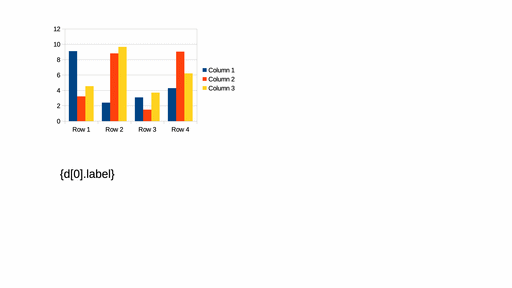 12
10
8
6
4
2
0
Row 1 Row 2 Row 3 Row 4
Column 1
Column 2
Column 3
{d[0].label}